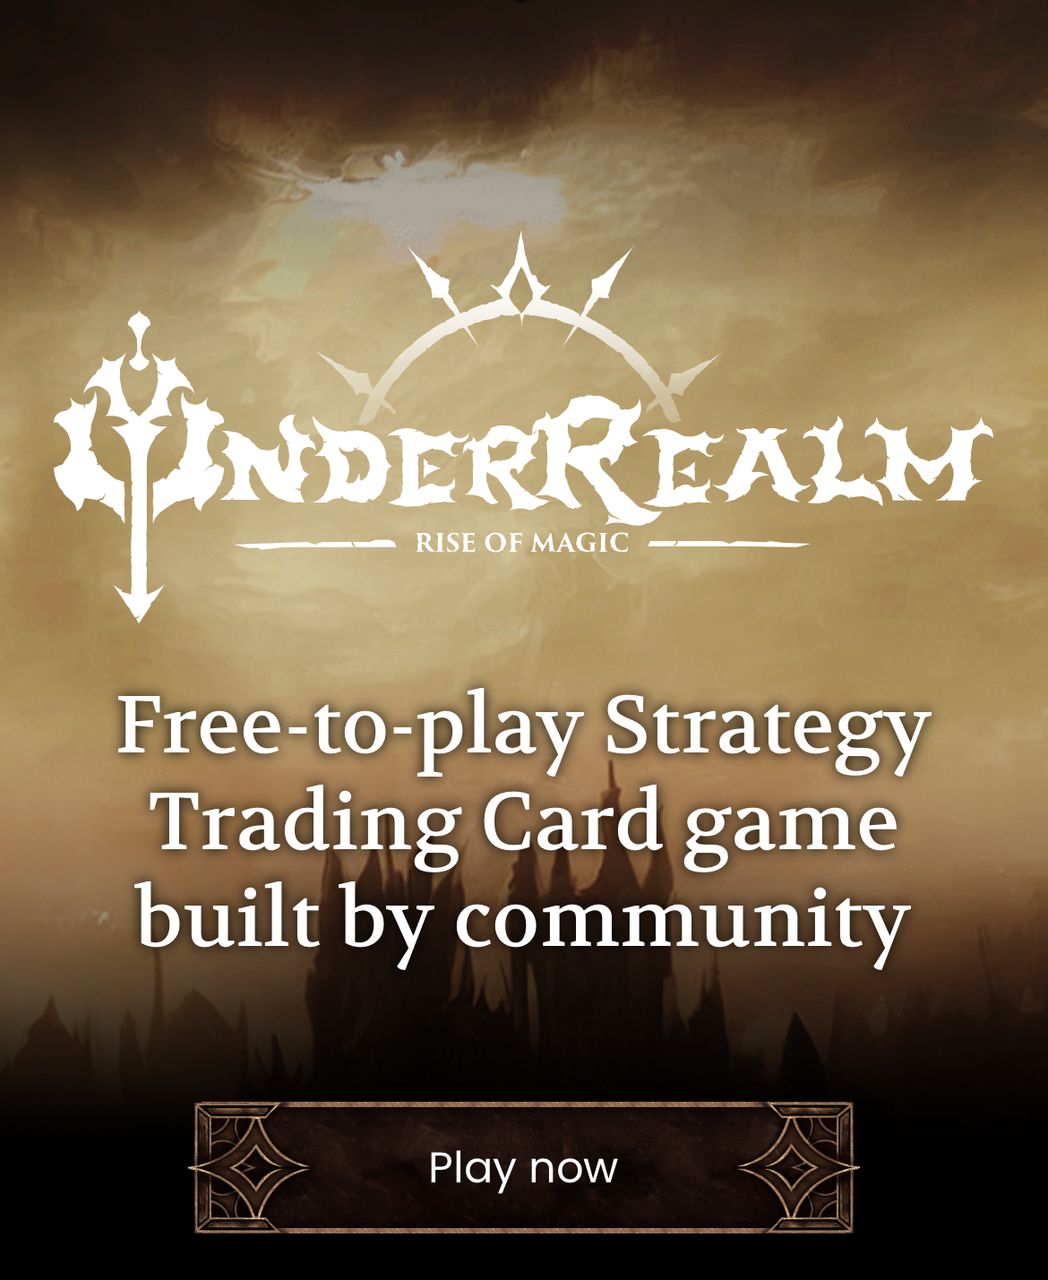 UNDERREALM
RISE OF MAGIC
Free-to-play Strategy
Trading Card game
built by community
Play now